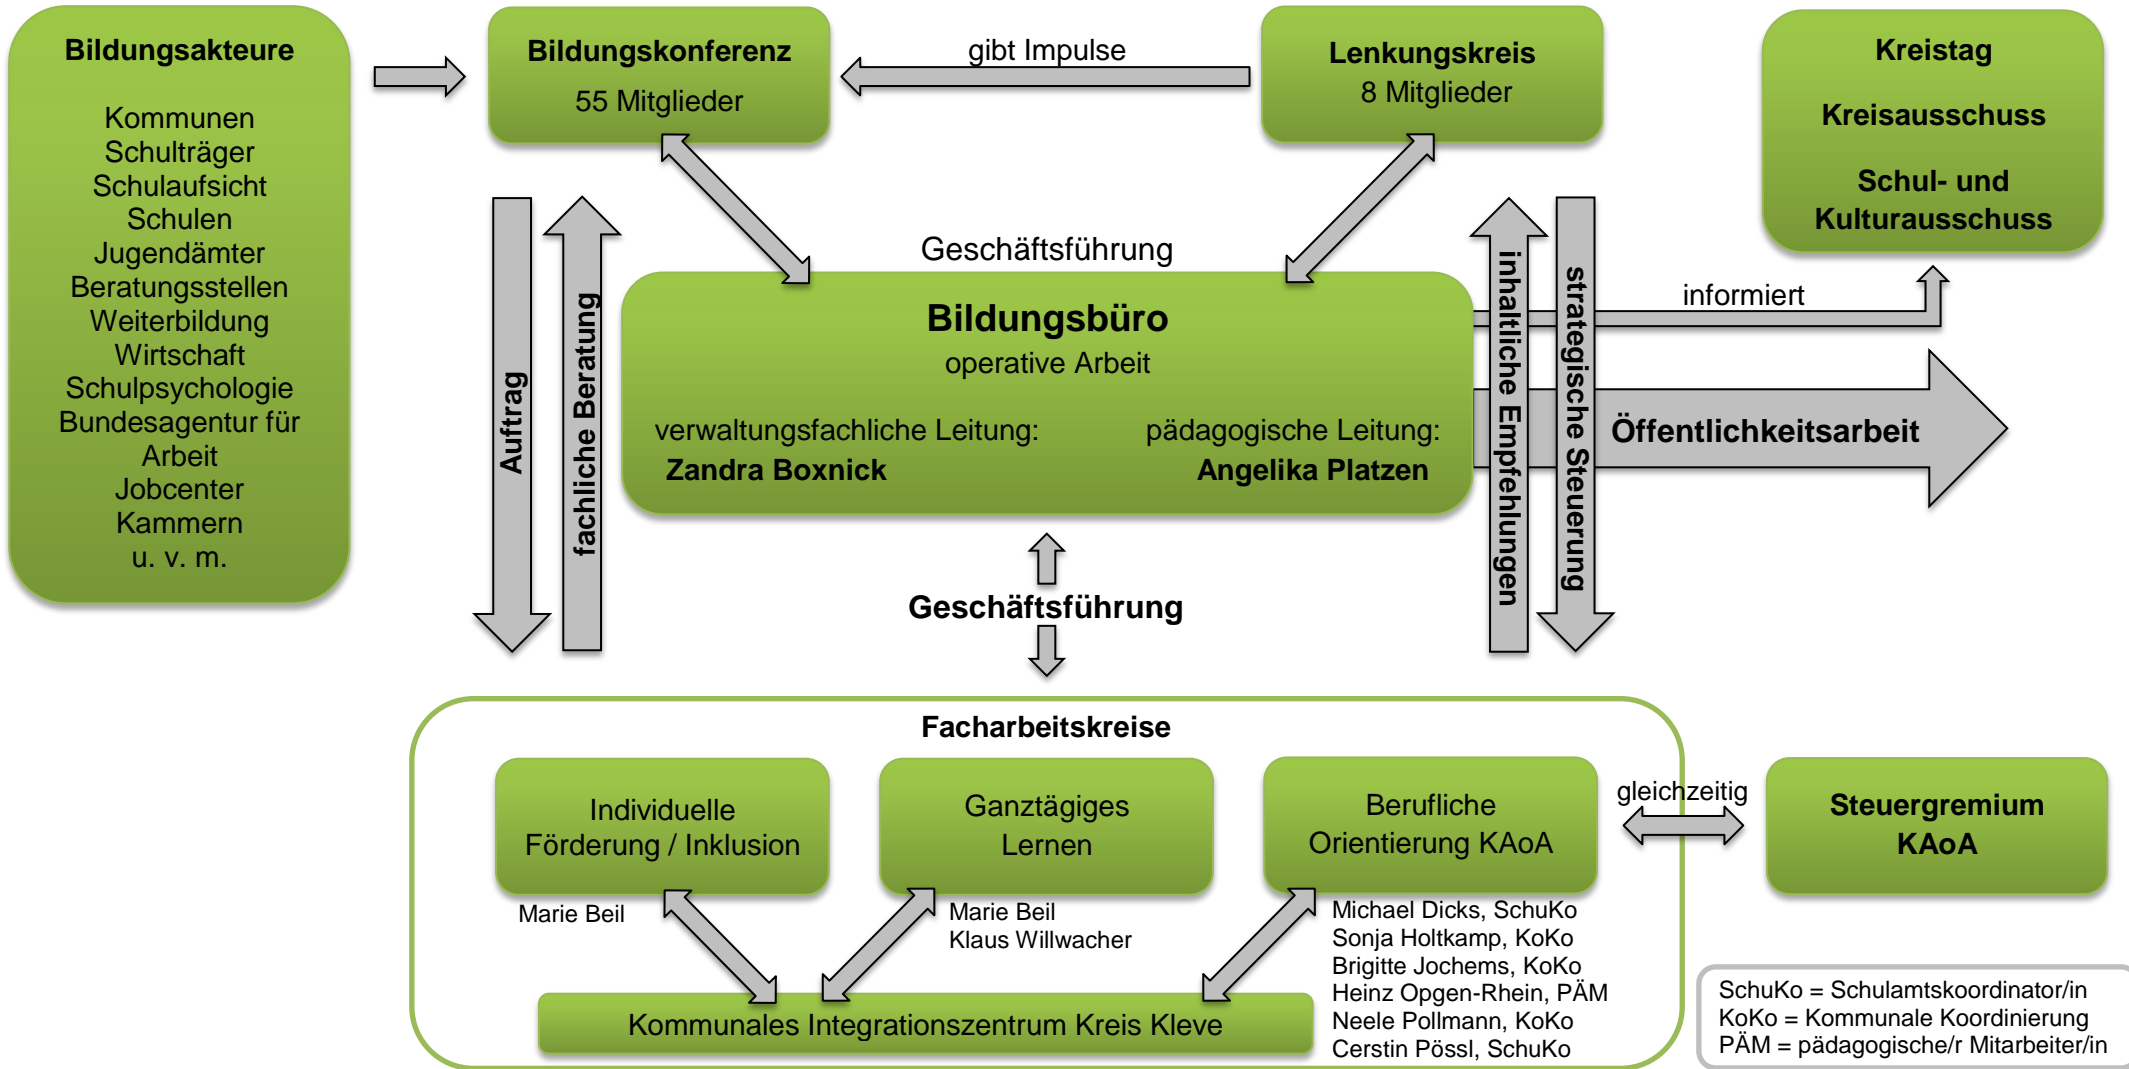 Bildungsakteure
Kommunen
Schulträger
Schulaufsicht
Schulen
Jugendämter
Beratungsstellen
Weiterbildung
Wirtschaft
Schulpsychologie
Bundesagentur für
Arbeit
Jobcenter
Kammern
u. v. m.
Bildungskonferenz
55 Mitglieder
gibt Impulse
Lenkungskreis
8 Mitglieder
Kreistag
Kreisausschuss
Schul- und
Kulturausschuss
Auftrag
fachliche Beratung
Geschäftsführung
Bildungsbüro
operative Arbeit
verwaltungsfachliche Leitung:
Zandra Boxnick
pädagogische Leitung:
Angelika Platzen
inhaltliche Empfehlungen
strategische Steuerung
informiert
Öffentlichkeitsarbeit
Geschäftsführung
Facharbeitskreise
Individuelle
Förderung / Inklusion
Marie Beil
Ganztägiges
Lernen
Marie Beil
Klaus Willwacher
Berufliche
Orientierung KAoA
Michael Dicks, SchuKo
Sonja Holtkamp, KoKo
Brigitte Jochems, KoKo
Heinz Opgen-Rhein, PÄM
Neele Pollmann, KoKo
Cerstin Pössl, SchuKo
gleichzeitig
Steuergremium
KAoA
Kommunales Integrationszentrum Kreis Kleve
SchuKo = Schulamtskoordinator/in
KoKo = Kommunale Koordinierung
PÄM = pädagogische/r Mitarbeiter/in